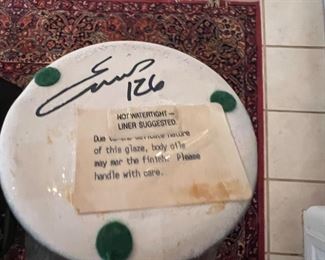 126
NOT WATERTIGHT —
LINER SUGGESTED.
Due to the delicate nature
of this glaze, body oils
may mar the finish. Please
handle with care.